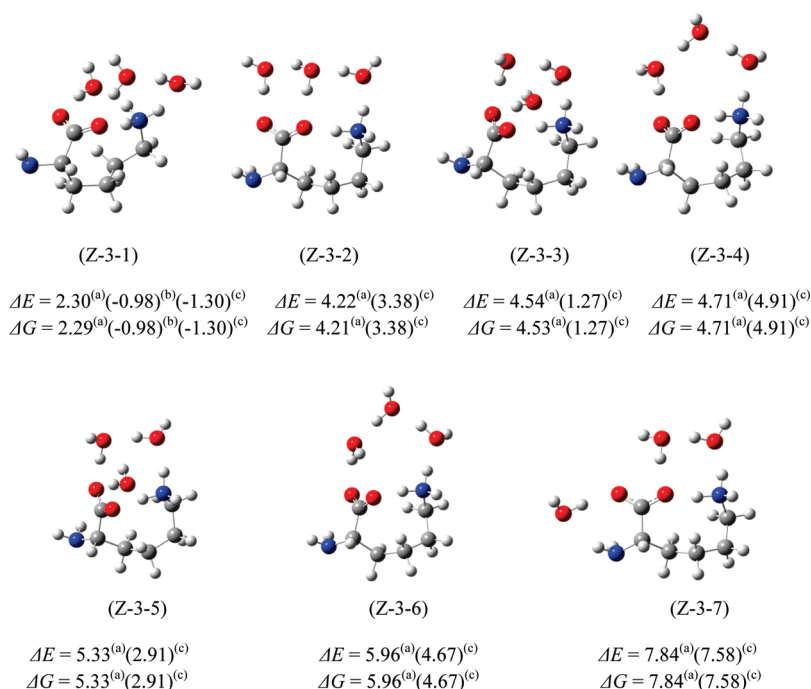 (Z-3-1) (Z-3-2) (Z-3-3) (Z-3-4)
ΔE = 2.30(a)(-0.98)(b)(-1.30)(c) ΔE = 4.22(a)(3.38)(c) ΔE = 4.54(a)(1.27)(c) ΔE = 4.71(a)(4.91)(c)
ΔG = 2.29(a)(-0.98)(b)(-1.30)(c) ΔG = 4.21(a)(3.38)(c) ΔG = 4.53(a)(1.27)(c) ΔG = 4.71(a)(4.91)(c)
(Z-3-5) (Z-3-6) (Z-3-7)
ΔE = 5.33(a)(2.91)(c) ΔE = 5.96(a)(4.67)(c) ΔE = 7.84(a)(7.58)(c)
ΔG = 5.33(a)(2.91)(c) ΔG = 5.96(a)(4.67)(c) ΔG = 7.84(a)(7.58)(c)